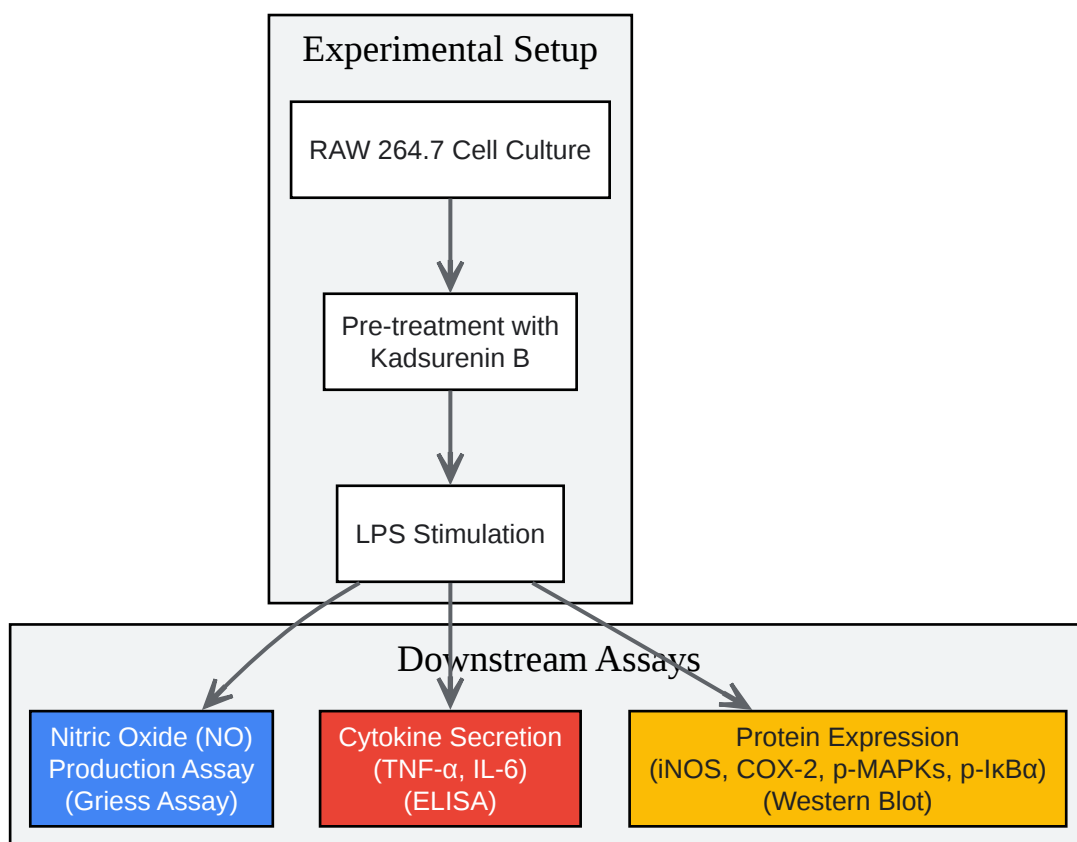 Experimental Setup
RAW 264.7 Cell Culture
Pre-treatment with
Kadsurenin B
LPS Stimulation
Downstream Assays
Nitric Oxide (NO)
Production Assay
(Griess Assay)
Cytokine Secretion
(TNF-α, IL-6)
(ELISA)
Protein Expression
(iNOS, COX-2, p-MAPKs, p-IκBα)
(Western Blot)